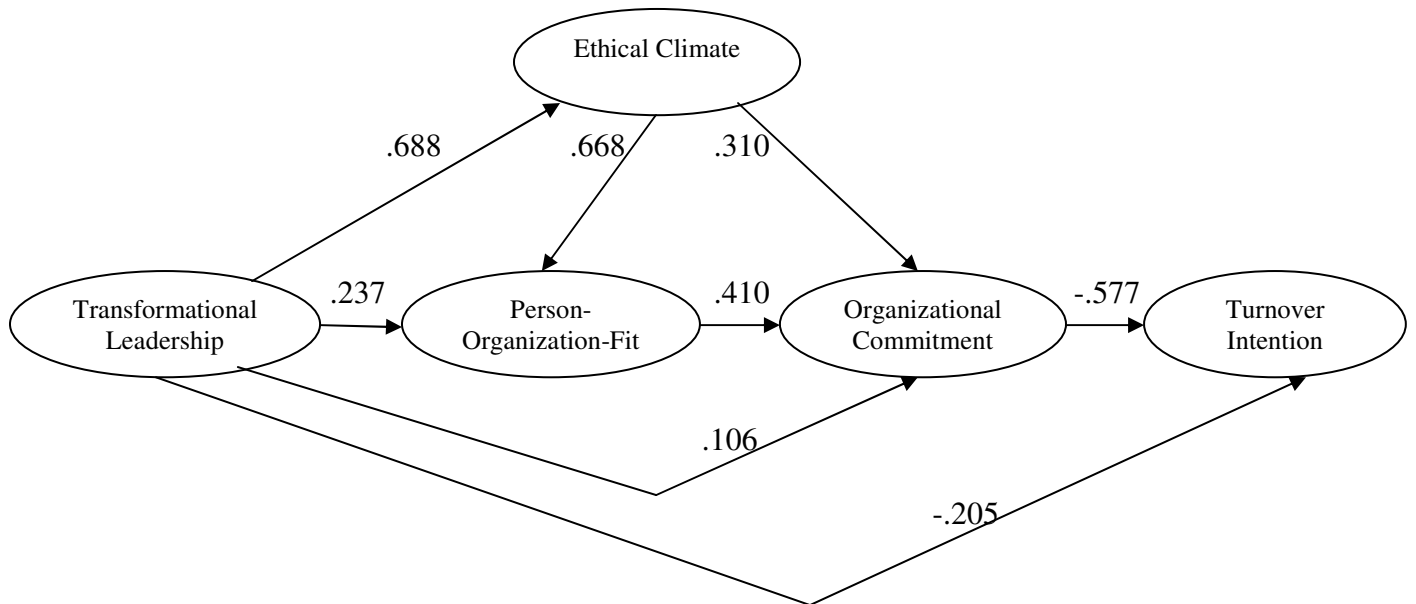 Ethical Climate
.688
.668
.310
Transformational
Leadership
.237
Person-
Organization-Fit
.410
Organizational
Commitment
-.577
Turnover
Intention
.106
-.205